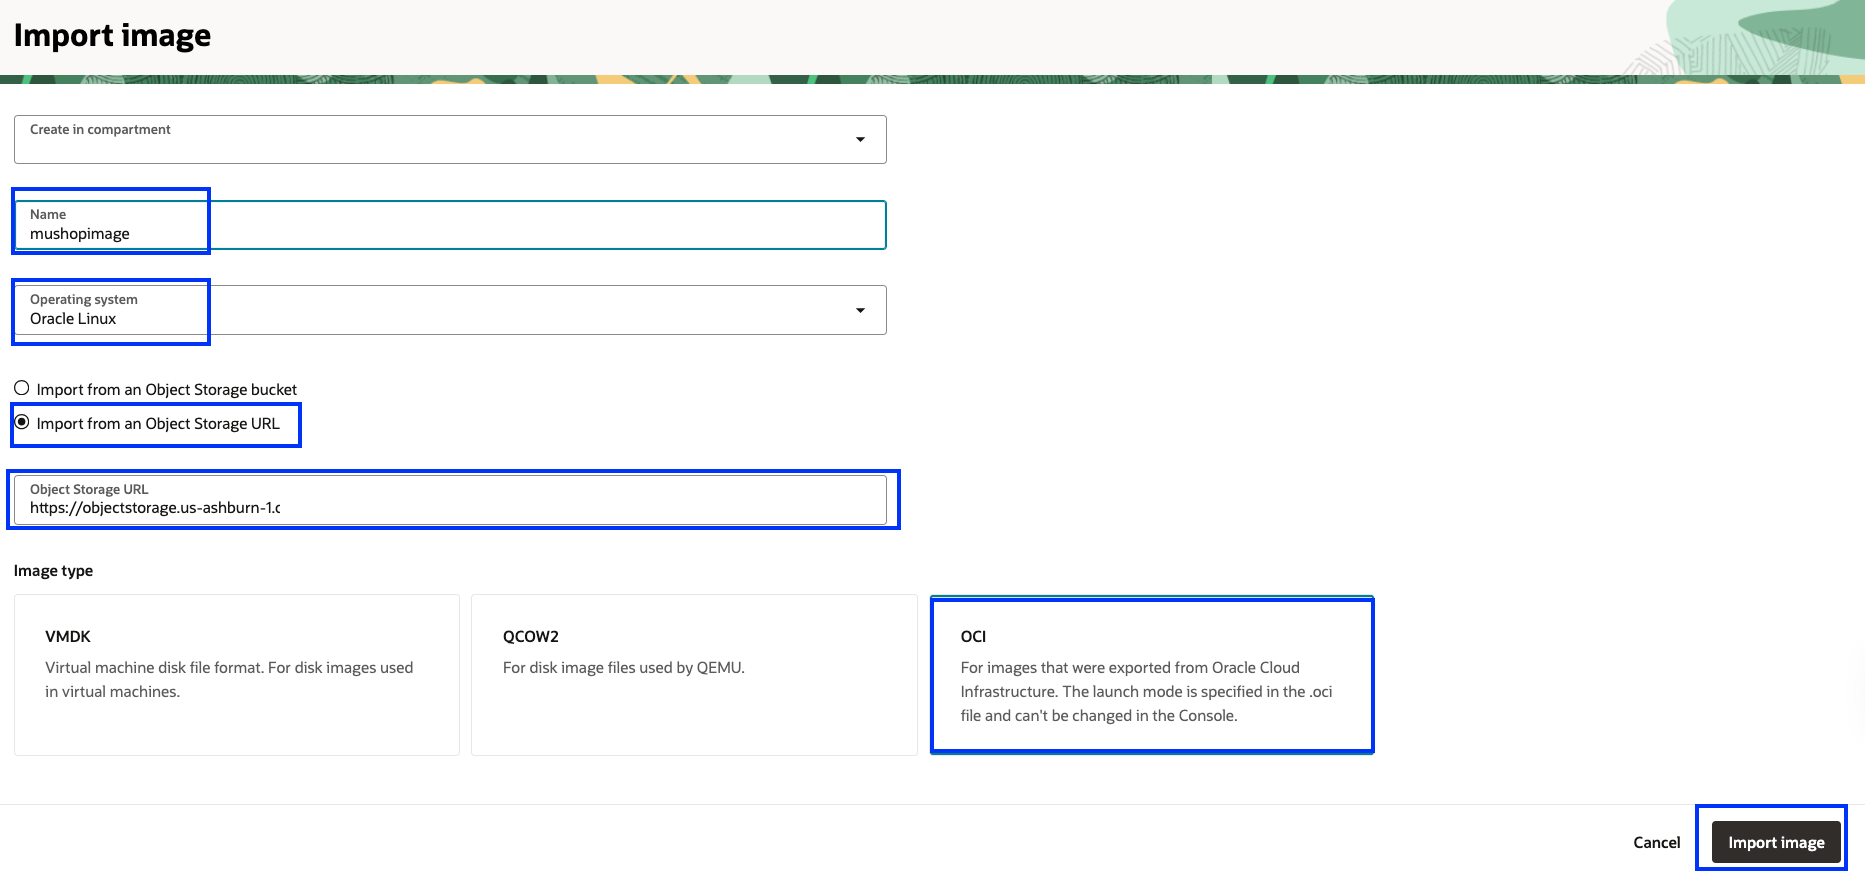 Import image
Create in compartment
Name
mushopimage
Operating system
Oracle Linux
Import from an Object Storage bucket
Import from an Object Storage URL
Object Storage URL
https://objectstorage.us-ashburn-1.c
Image type
VMDK
Virtual machine disk file format. For disk images used
in virtual machines.
QCOW2
For disk image files used by QEMU.
OCI
For images that were exported from Oracle Cloud
Infrastructure. The launch mode is specified in the .oci
file and can't be changed in the Console.
Cancel
Import image